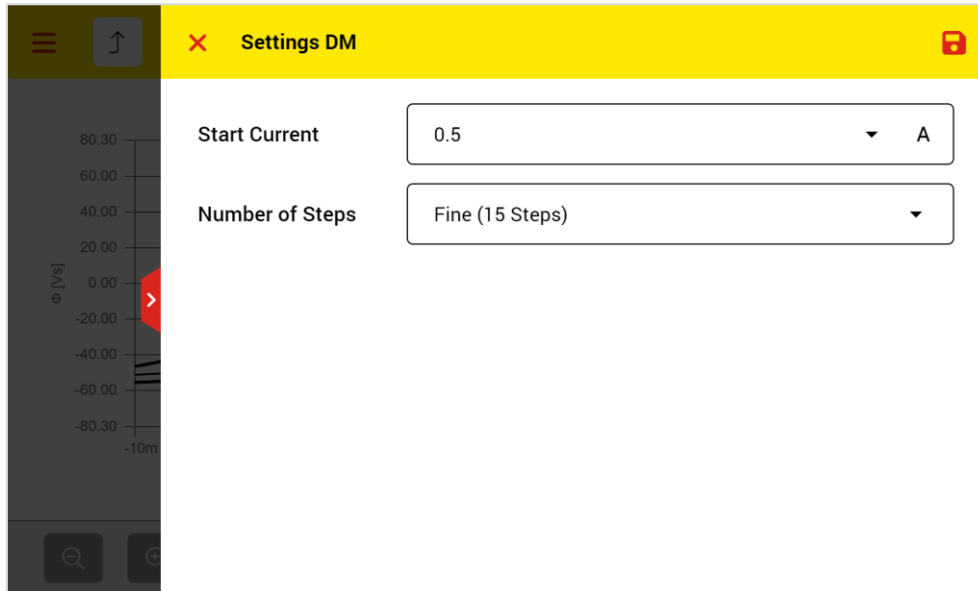 Settings DM
Start Current
0.5
A
Number of Steps
Fine (15 Steps)
80.30
60.00
40.00
20.00
0.00
-20.00
-40.00
-60.00
-80.30
Φ [Vs]
-10m